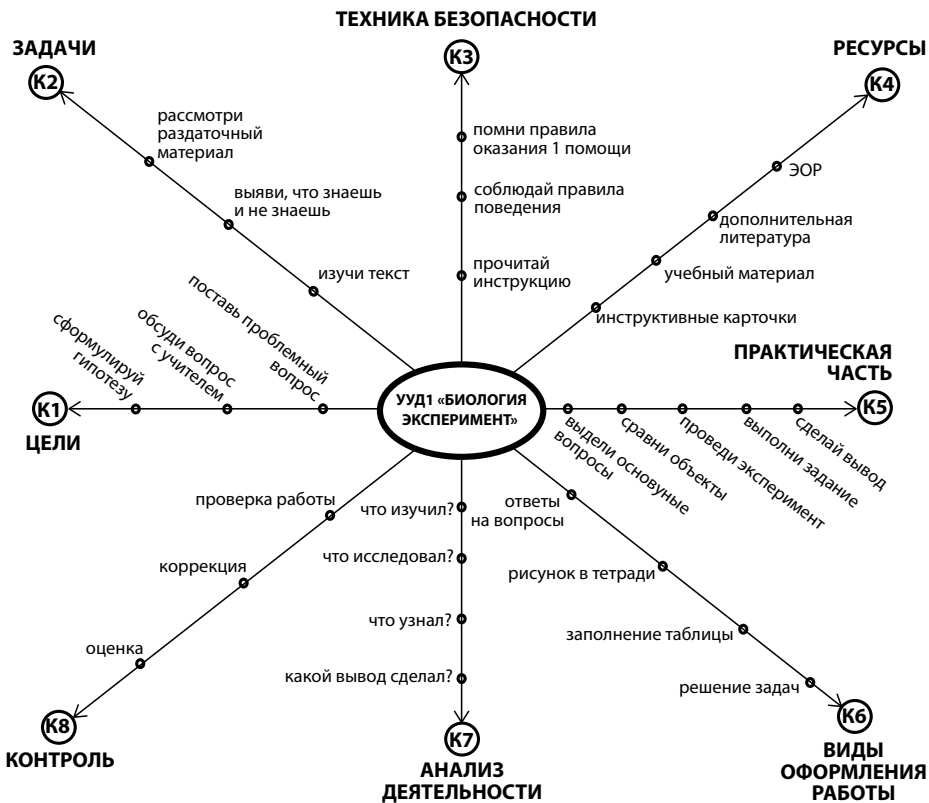 ТЕХНИКА БЕЗОПАСНОСТИ
К3
помни правила
оказания 1 помощи
соблюдай правила
поведения
прочитай
инструкцию
ЗАДАЧИ
К2
рассмотри
раздаточный
материал
выяви, что знаешь
и не знаешь
изучи текст
РЕСУРСЫ
К4
ЭОР
дополнительная
литература
учебный материал
инструктивные карточки
К1
ЦЕЛИ
сформулируй
гипотезу
обсуди вопрос
с учителем
поставь проблемный
вопрос
УУД1 «БИОЛОГИЯ
ЭКСПЕРИМЕНТ»
ПРАКТИЧЕСКАЯ
ЧАСТЬ
К5
выдели основуные
вопросы
сравни объекты
проведи эксперимент
выполни задание
сделай вывод
проверка работы
коррекция
оценка
К8
КОНТРОЛЬ
что изучил?
что исследовал?
что узнал?
какой вывод сделал?
К7
АНАЛИЗ
ДЕЯТЕЛЬНОСТИ
ответы
на вопросы
рисунок в тетради
заполнение таблицы
решение задач
К6
ВИДЫ
ОФОРМЛЕНИЯ
РАБОТЫ